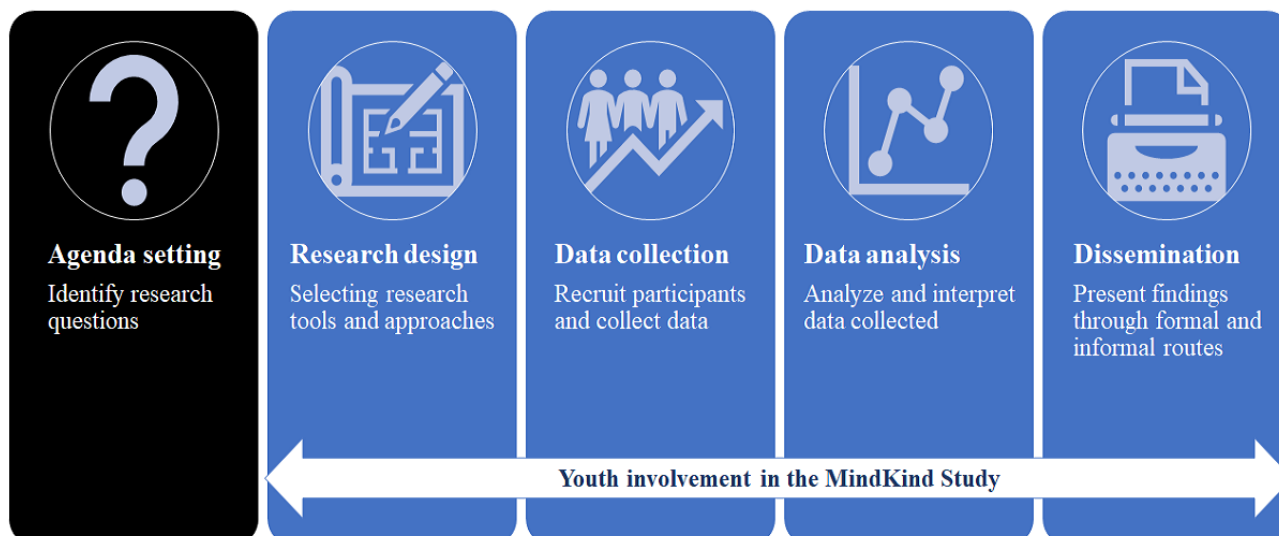 Agenda setting
Identify research
questions
Research design
Selecting research
tools and approaches
Data collection
Recruit participants
and collect data
Data analysis
Analyze and interpret
data collected
Dissemination
Present findings
through formal and
informal routes
Youth involvement in the MindKind Study